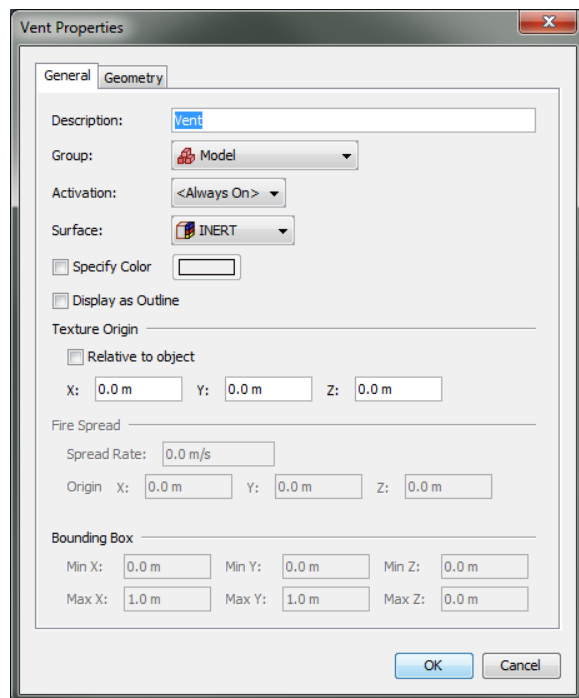 Vent Properties
General Geometry
Description: Vent
Group: Model
Activation: <Always On>
Surface: INERT
Specify Color
Display as Outline
Texture Origin
Relative to object
X: 0.0 m Y: 0.0 m Z: 0.0 m
Fire Spread
Spread Rate: 0.0 m/s
Origin X: 0.0 m Y: 0.0 m Z: 0.0 m
Bounding Box
Min X: 0.0 m Min Y: 0.0 m Min Z: 0.0 m
Max X: 1.0 m Max Y: 1.0 m Max Z: 0.0 m
OK Cancel